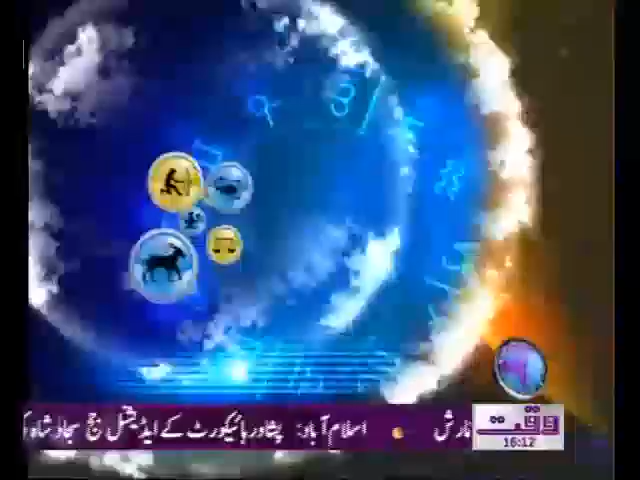 اسلام آباد: پشاور ہائیکورٹ کے ایڈیشنل جج سجاد شاہ
وقت
16:12